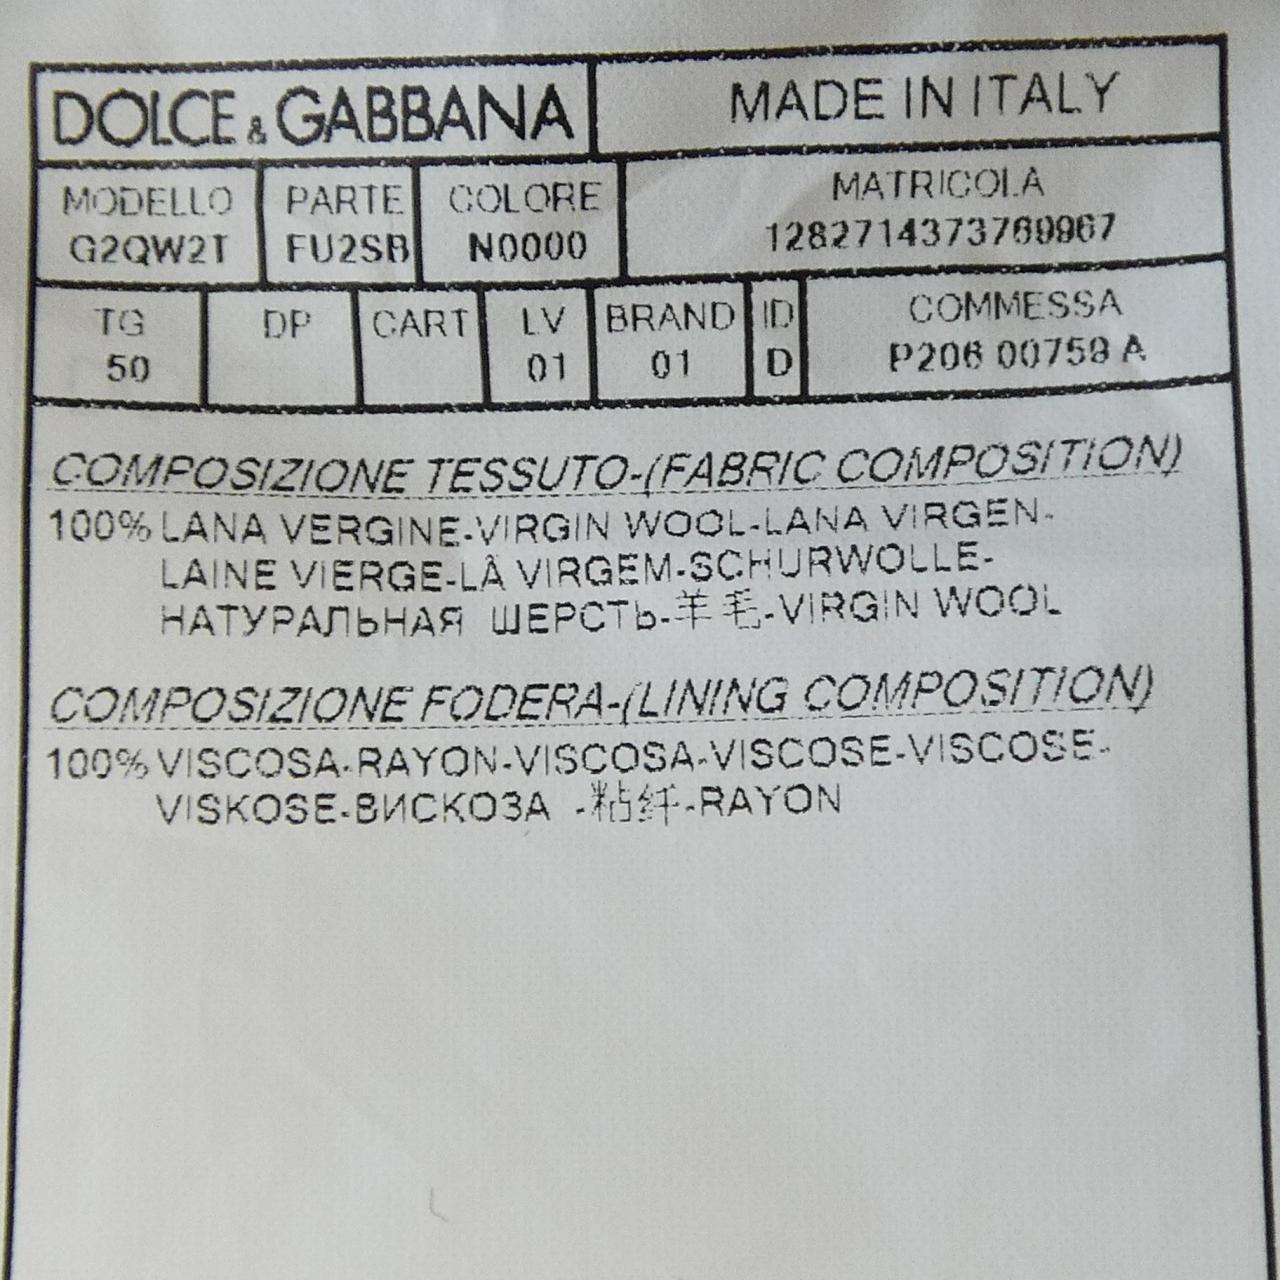 DOLCE & GABBANA MADE IN ITALY
MODELLO PARTE COLORE MATRICOLA
G2QW2T FU2SB N0000 1282714373769967
TG DP CART LV BRAND ID COMMESSA
50 01 01 D P206 00759 A
COMPOSIZIONE TESSUTO-(FABRIC COMPOSITION)
100% LANA VERGINE-VIRGIN WOOL-LANA VIRGEN-
LAINE VIERGE-LÃ VIRGEM-SCHURWOLLE-
НАТУРАЛЬНАЯ ШЕРСТЬ-羊毛-VIRGIN WOOL
COMPOSIZIONE FODERA-(LINING COMPOSITION)
100% VISCOSA-RAYON-VISCOSA-VISCOSE-VISCOSE-
VISKOSE-ВИСКОЗА -粘纤-RAYON